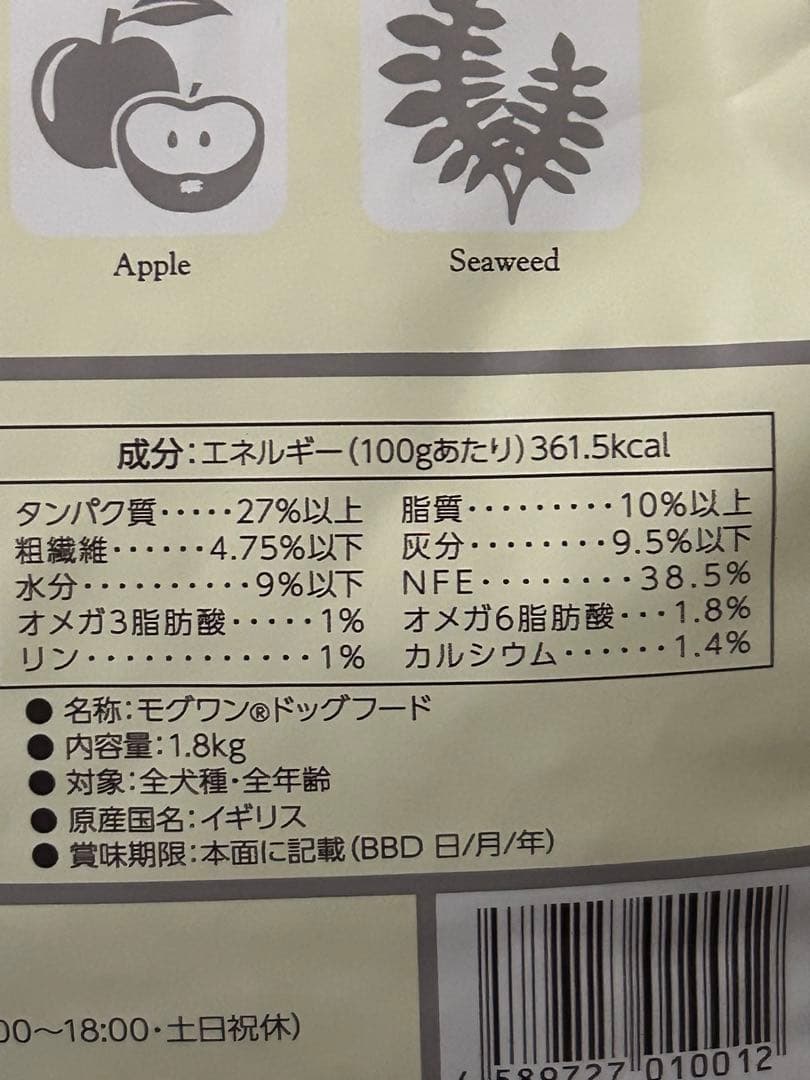 Apple
Seaweed
成分：エネルギー（100gあたり）361.5kcal
タンパク質・・・・・27%以上 脂質・・・・・・・・・10%以上
粗繊維・・・・・・4.75%以下 灰分・・・・・・・・9.5%以下
水分・・・・・・・・・・9%以下 NFE・・・・・・・・・38.5%
オメガ3脂肪酸・・・・・1% オメガ6脂肪酸・・・1.8%
リン・・・・・・・・・・・・・1% カルシウム・・・・・・1.4%
● 名称：モグワン®ドッグフード
● 内容量：1.8kg
● 対象：全犬種・全年齢
● 原産国名：イギリス
● 賞味期限：本面に記載（BBD 日/月/年）
00〜18:00・土日祝休）
4 589727 010012